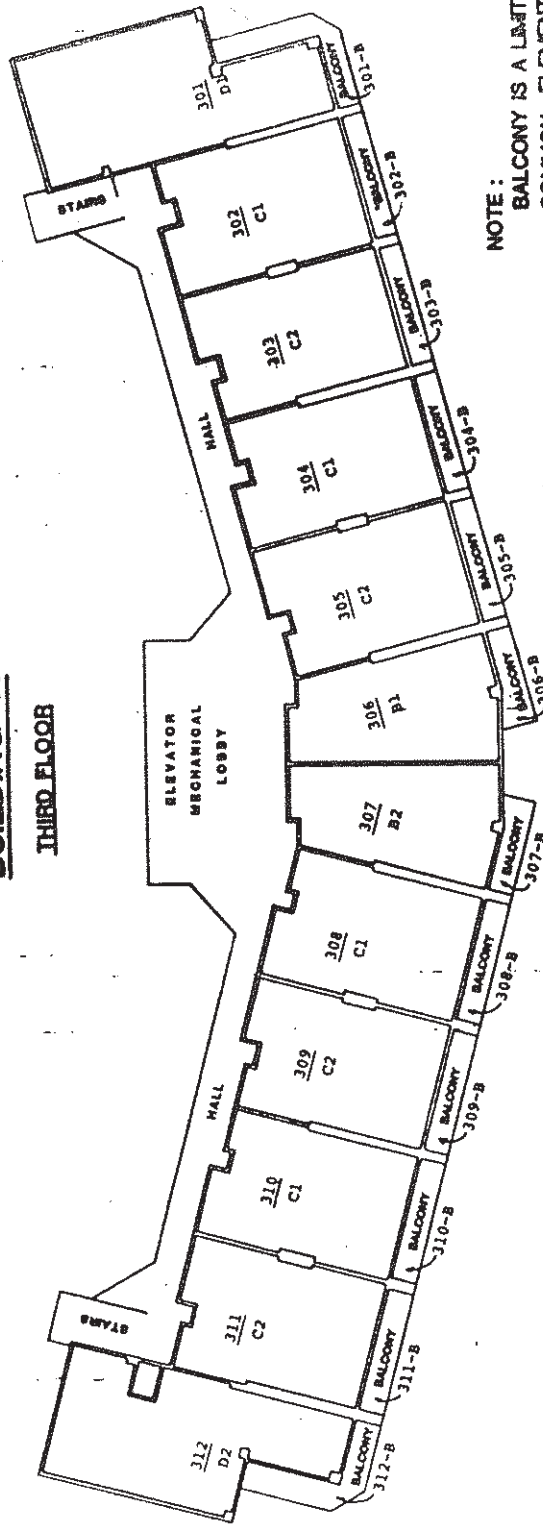 THIRD FLOOR
ELEVATOR
MECHANICAL
LOBBY
STAIRS
HALL
HALL
STAIRS
312
D2
311
C2
310
C1
309
C2
308
C1
307
B2
306
B1
305
C2
304
C1
303
C2
302
C1
301
D1
BALCONY
312-B
BALCONY
311-B
BALCONY
310-B
BALCONY
309-B
BALCONY
308-B
BALCONY
307-B
BALCONY
306-B
BALCONY
305-B
BALCONY
304-B
BALCONY
303-B
BALCONY
302-B
BALCONY
301-B
NOTE:
BALCONY IS A LIMIT